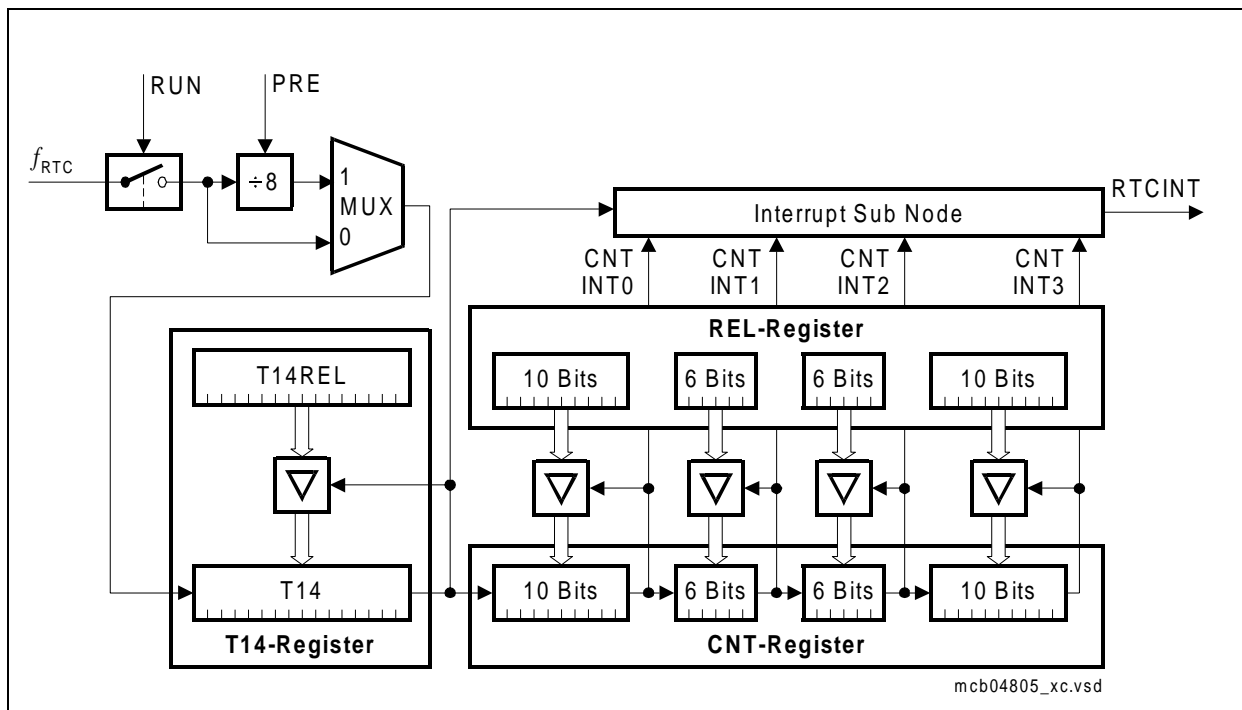 RUN
PRE
fRTC
÷8
1
MUX
0
Interrupt Sub Node
RTCINT
CNT
INT0
CNT
INT1
CNT
INT2
CNT
INT3
REL-Register
10 Bits
6 Bits
6 Bits
10 Bits
T14REL
T14
T14-Register
10 Bits
6 Bits
6 Bits
10 Bits
CNT-Register
mcb04805_xc.vsd